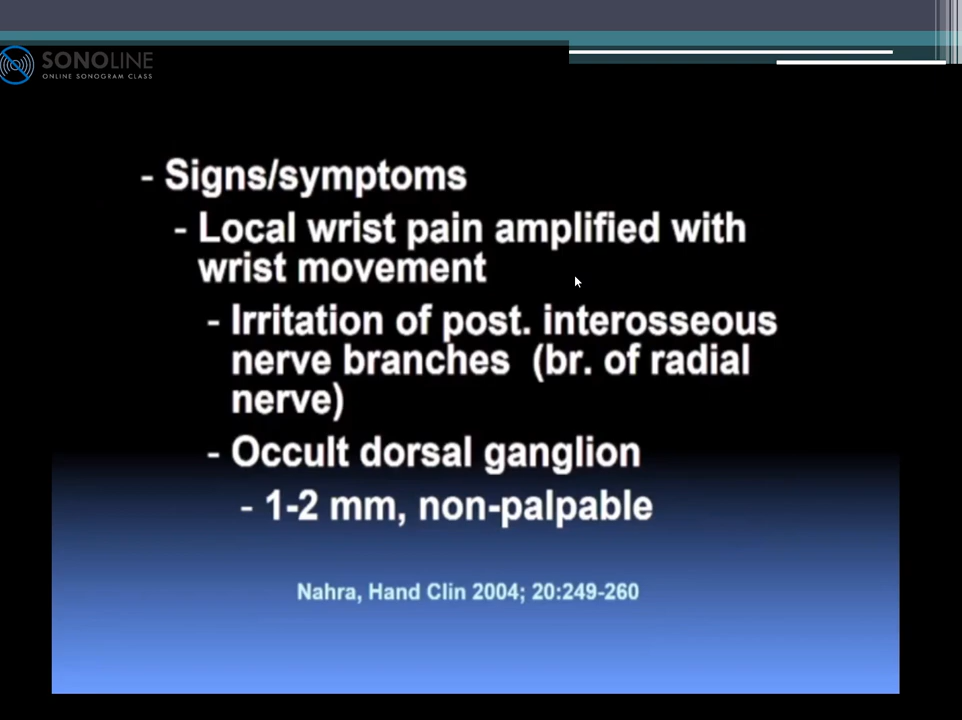 SONOLINE
ONLINE SONOGRAM CLASS
- Signs/symptoms
- Local wrist pain amplified with
wrist movement
- Irritation of post. interosseous
nerve branches (br. of radial
nerve)
- Occult dorsal ganglion
- 1-2 mm, non-palpable
Nahra, Hand Clin 2004; 20:249-260